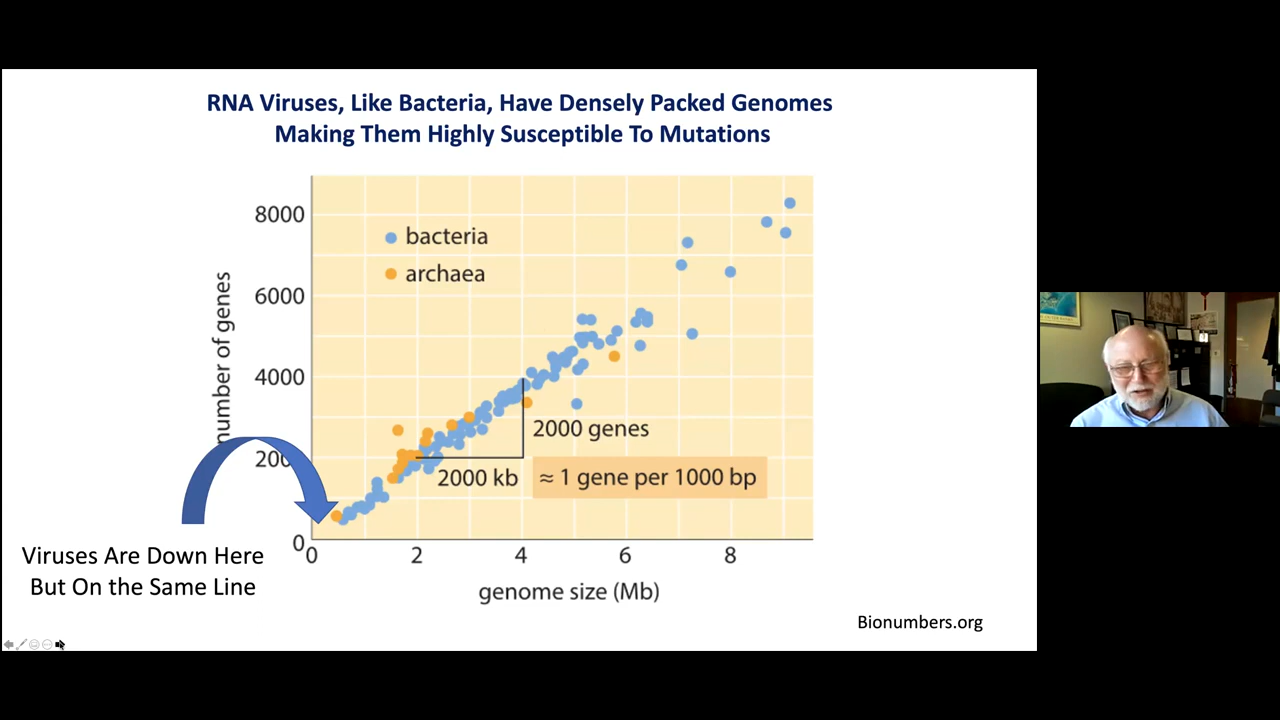 RNA Viruses, Like Bacteria, Have Densely Packed Genomes
Making Them Highly Susceptible To Mutations
8000
bacteria
archaea
6000
number of genes
4000
2000 genes
200
2000 kb
≈ 1 gene per 1000 bp
0
0 2 4 6 8
genome size (Mb)
Viruses Are Down Here
But On the Same Line
Bionumbers.org